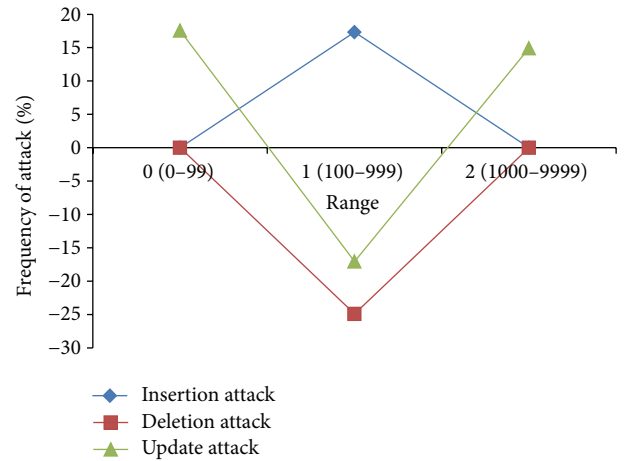 20
15
10
5
0
−5
−10
−15
−20
−25
−30
Frequency of attack (%)
0 (0–99)
1 (100–999)
2 (1000–9999)
Range
Insertion attack
Deletion attack
Update attack